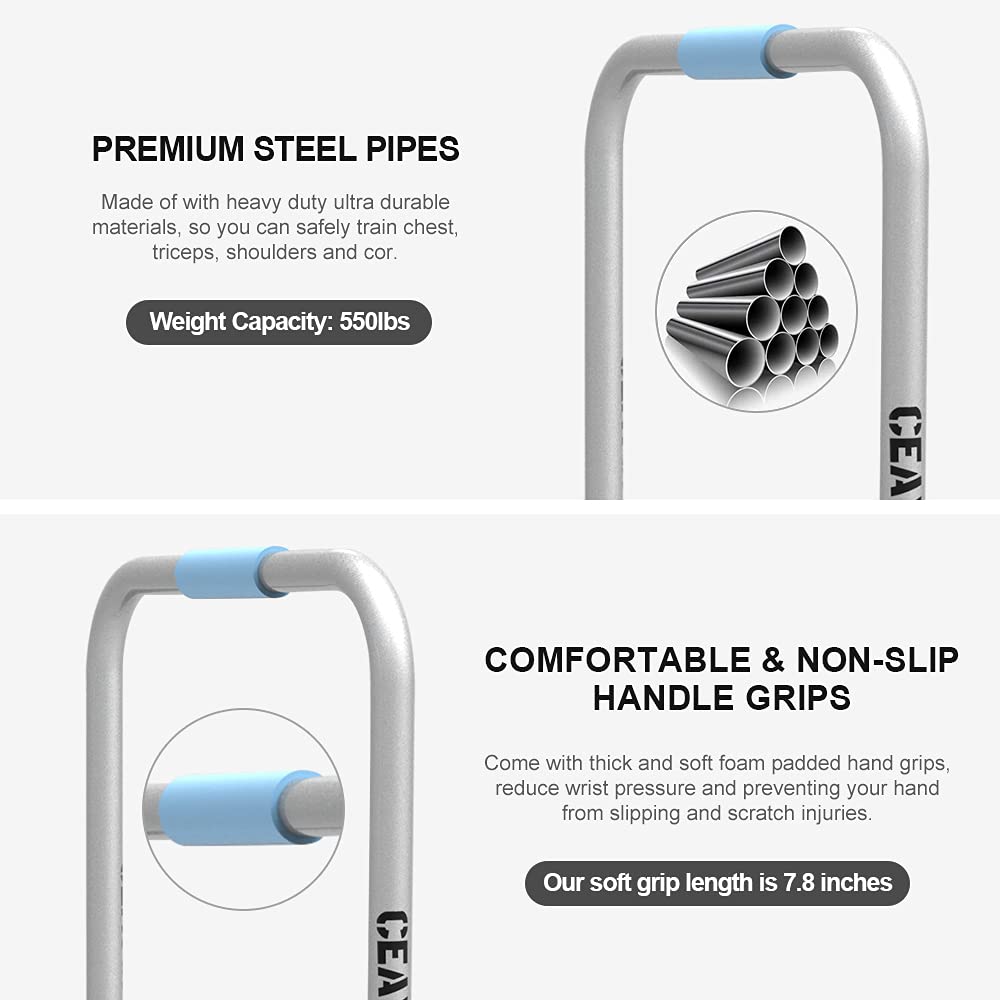 PREMIUM STEEL PIPES
Made of with heavy duty ultra durable
materials, so you can safely train chest,
triceps, shoulders and cor.
Weight Capacity: 550lbs
CEA
COMFORTABLE & NON-SLIP
HANDLE GRIPS
Come with thick and soft foam padded hand grips,
reduce wrist pressure and preventing your hand
from slipping and scratch injuries.
Our soft grip length is 7.8 inches
CEA